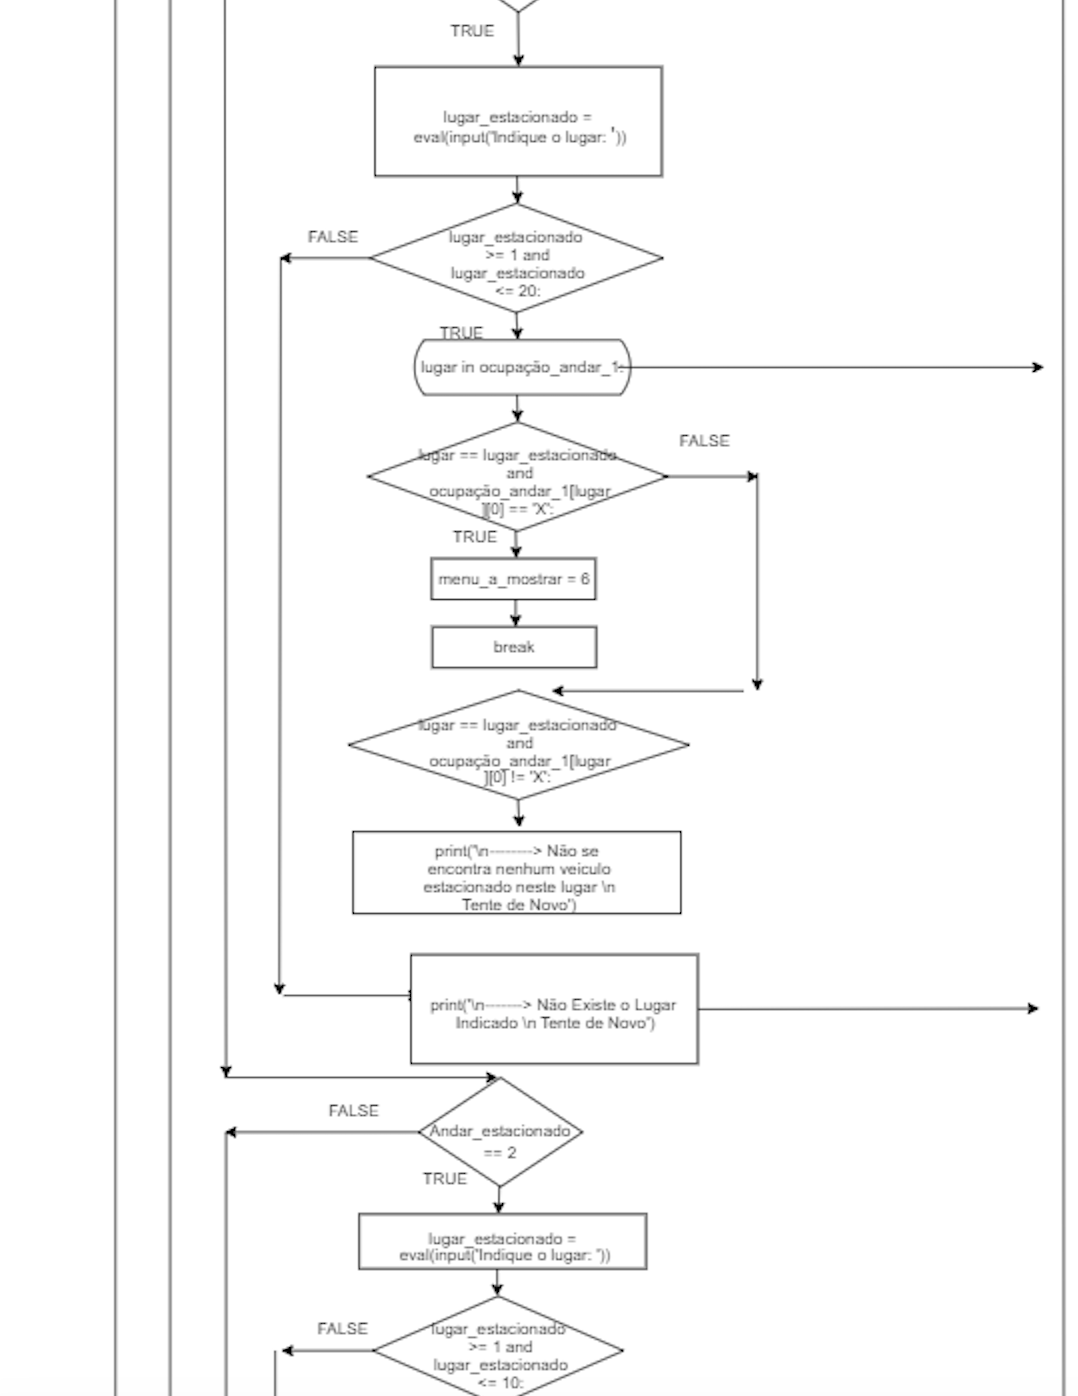 TRUE
lugar_estacionado =
eval(input('Indique o lugar: '))
FALSE
lugar_estacionado
>= 1 and
lugar_estacionado
<= 20:
TRUE
lugar in ocupação_andar_1:
FALSE
lugar == lugar_estacionado
and
ocupação_andar_1[lugar
][0] == 'X':
TRUE
menu_a_mostrar = 6
break
lugar == lugar_estacionado
and
ocupação_andar_1[lugar
][0] != 'X':
print("\n--------> Não se
encontra nenhum veiculo
estacionado neste lugar \n
Tente de Novo")
print("\n-------> Não Existe o Lugar
Indicado \n Tente de Novo")
FALSE
Andar_estacionado
== 2
TRUE
lugar_estacionado =
eval(input('Indique o lugar: '))
FALSE
lugar_estacionado
>= 1 and
lugar_estacionado
<= 10: